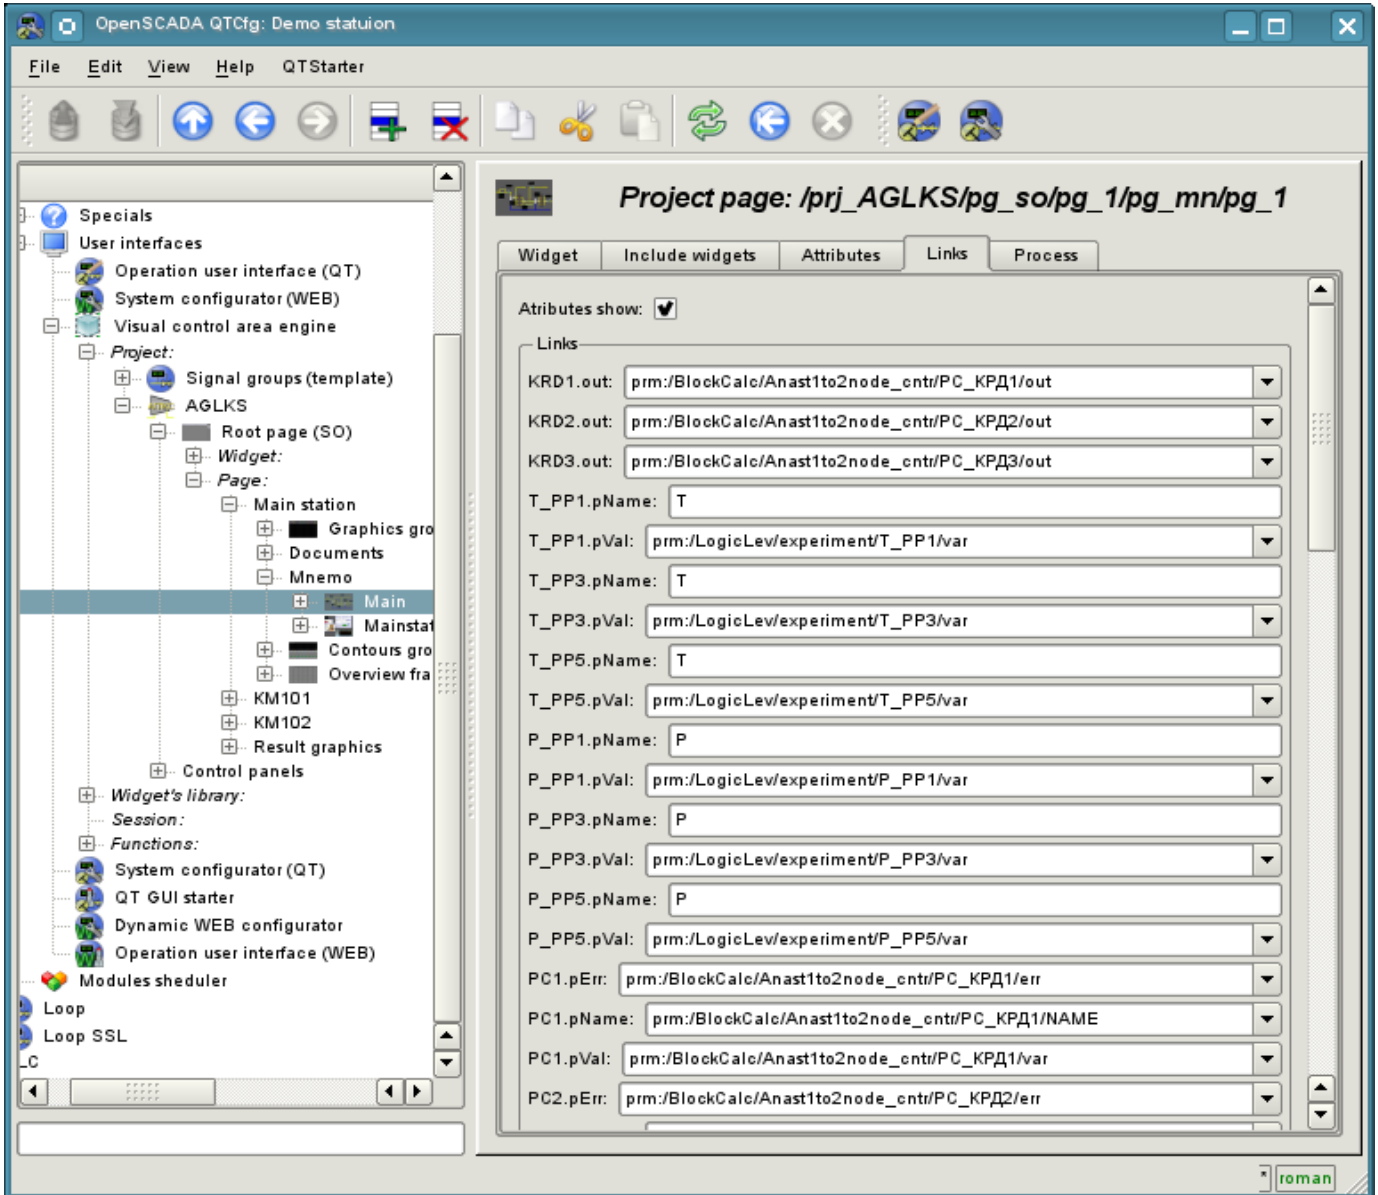 OpenSCADA QTCfg: Demo statuion
File Edit View Help QTStarter
Specials
User interfaces
Operation user interface (QT)
System configurator (WEB)
Visual control area engine
Project:
Signal groups (template)
AGLKS
Root page (SO)
Widget:
Page:
Main station
Graphics gro
Documents
Mnemo
Main
Mainstat
Contours gro
Overview fra
KM101
KM102
Result graphics
Control panels
Widget's library:
Session:
Functions:
System configurator (QT)
QT GUI starter
Dynamic WEB configurator
Operation user interface (WEB)
Modules sheduler
Loop
Loop SSL
_C
Project page: /prj_AGLKS/pg_so/pg_1/pg_mn/pg_1
Widget Include widgets Attributes Links Process
Atributes show:
Links
KRD1.out: prm:/BlockCalc/Anast1to2node_cntr/PC_КРД1/out
KRD2.out: prm:/BlockCalc/Anast1to2node_cntr/PC_КРД2/out
KRD3.out: prm:/BlockCalc/Anast1to2node_cntr/PC_КРД3/out
T_PP1.pName: T
T_PP1.pVal: prm:/LogicLev/experiment/T_PP1/var
T_PP3.pName: T
T_PP3.pVal: prm:/LogicLev/experiment/T_PP3/var
T_PP5.pName: T
T_PP5.pVal: prm:/LogicLev/experiment/T_PP5/var
P_PP1.pName: P
P_PP1.pVal: prm:/LogicLev/experiment/P_PP1/var
P_PP3.pName: P
P_PP3.pVal: prm:/LogicLev/experiment/P_PP3/var
P_PP5.pName: P
P_PP5.pVal: prm:/LogicLev/experiment/P_PP5/var
PC1.pErr: prm:/BlockCalc/Anast1to2node_cntr/PC_КРД1/err
PC1.pName: prm:/BlockCalc/Anast1to2node_cntr/PC_КРД1/NAME
PC1.pVal: prm:/BlockCalc/Anast1to2node_cntr/PC_КРД1/var
PC2.pErr: prm:/BlockCalc/Anast1to2node_cntr/PC_КРД2/err
* roman